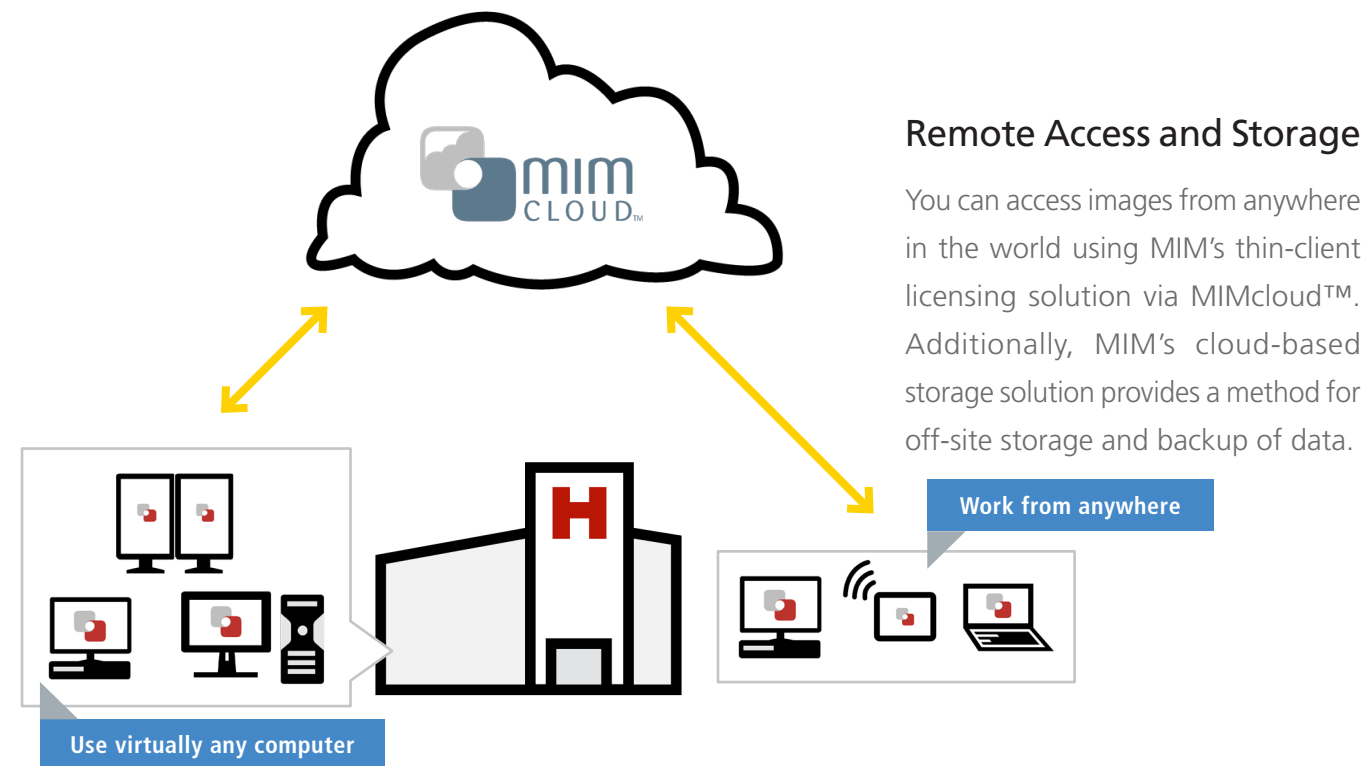 mim
CLOUD™
Remote Access and Storage
You can access images from anywhere
in the world using MIM’s thin-client
licensing solution via MIMcloud™.
Additionally, MIM’s cloud-based
storage solution provides a method for
off-site storage and backup of data.
Work from anywhere
H
Use virtually any computer